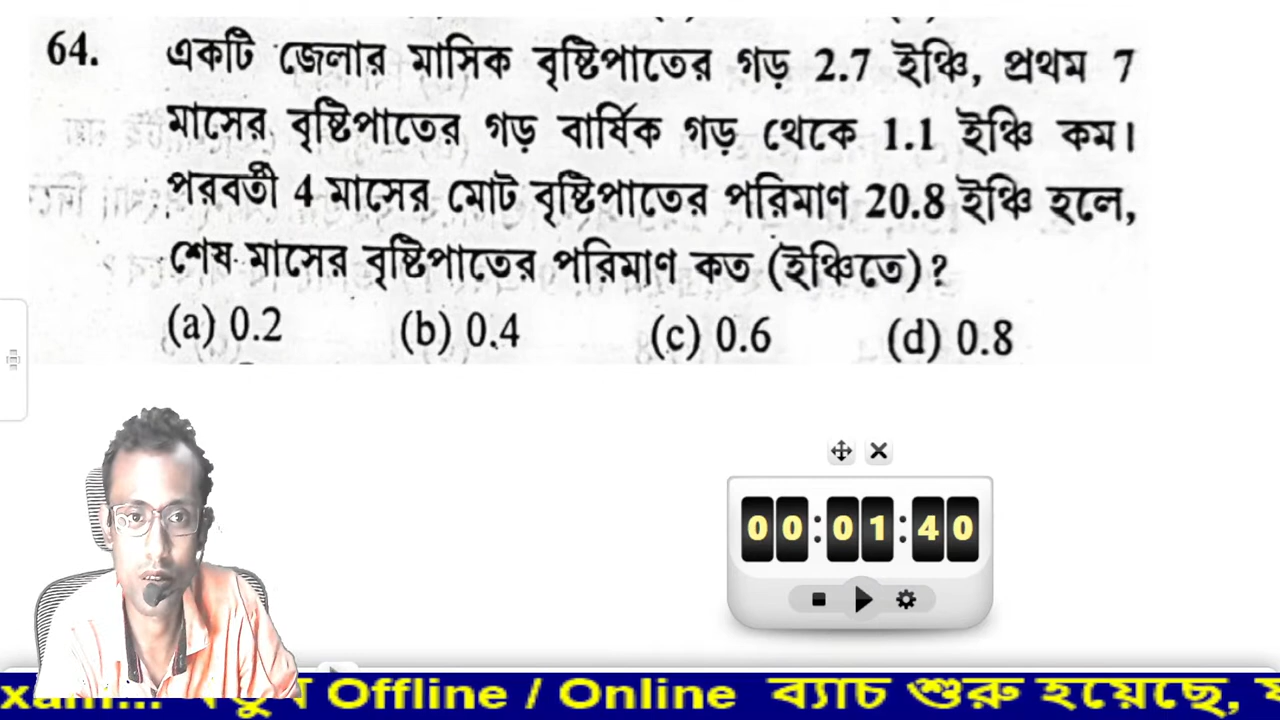 64. একটি জেলার মাসিক বৃষ্টিপাতের গড় 2.7 ইঞ্চি, প্রথম 7
মাসের বৃষ্টিপাতের গড় বার্ষিক গড় থেকে 1.1 ইঞ্চি কম।
পরবর্তী 4 মাসের মোট বৃষ্টিপাতের পরিমাণ 20.8 ইঞ্চি হলে,
শেষ মাসের বৃষ্টিপাতের পরিমাণ কত (ইঞ্চিতে)?
(a) 0.2 (b) 0.4 (c) 0.6 (d) 0.8
00:01:40
Offline / Online ব্যাচ শুরু হয়েছে,